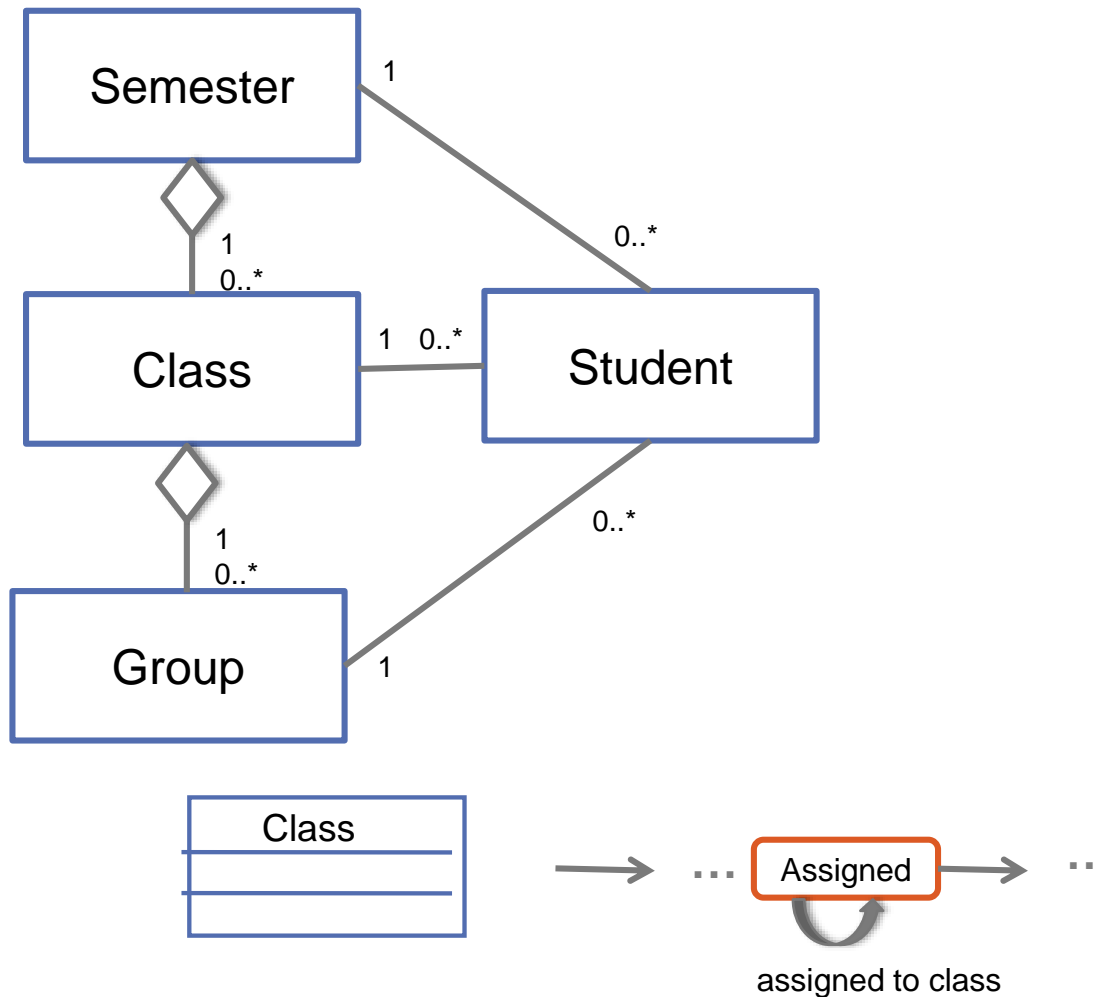 Semester
1
0..*
1
0..*
Class
1 0..*
Student
1
0..*
0..*
Group
1
Class
... Assigned ..
assigned to class